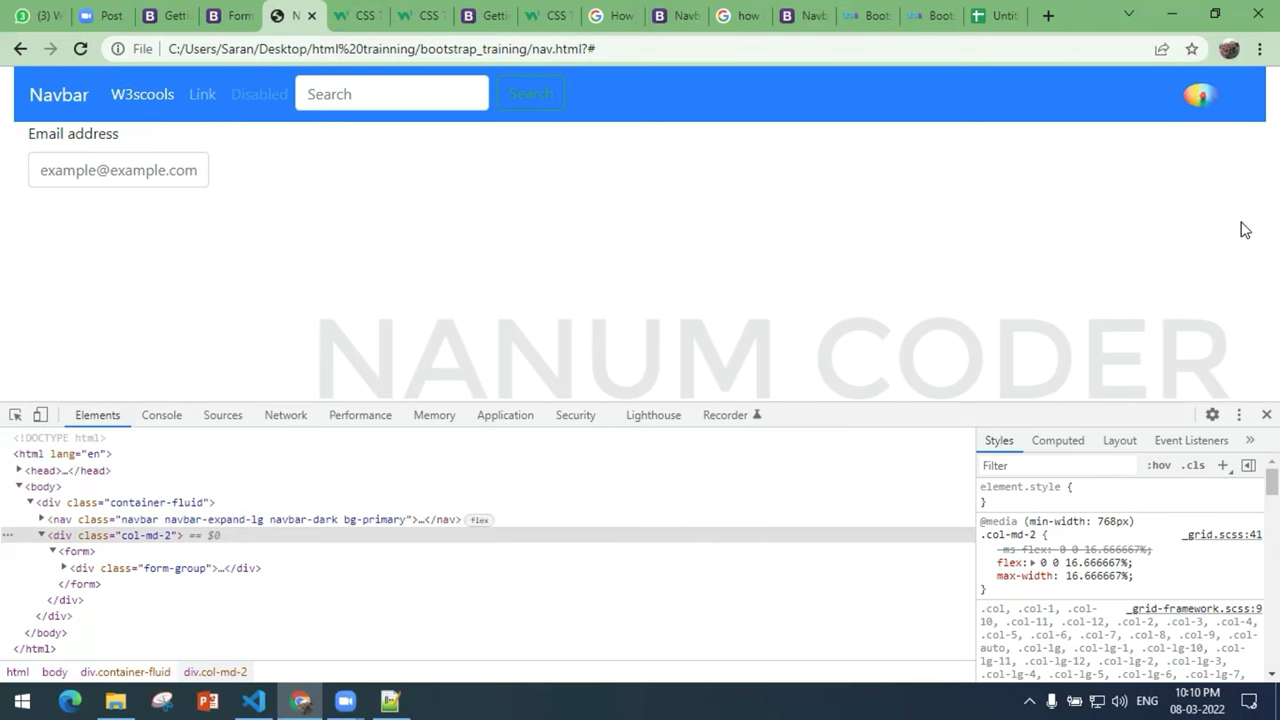 (3) W
Post
Getti
Form
N
CSS T
CSS T
Getti
CSS T
How
Navb
how
Navb
Boot
Boot
Untit
File
C:/Users/Saran/Desktop/html%20trainning/bootstrap_training/nav.html?#
Navbar W3scools Link Disabled Search Search
Email address
example@example.com
NANUM CODER
Elements Console Sources Network Performance Memory Application Security Lighthouse Recorder
<!DOCTYPE html>
<html lang="en">
<head>…</head>
<body>
<div class="container-fluid">
<nav class="navbar navbar-expand-lg navbar-dark bg-primary">…</nav> flex
<div class="col-md-2"> == $0
<form>
<div class="form-group">…</div>
</form>
</div>
</div>
</body>
</html>
html body div.container-fluid div.col-md-2
Styles Computed Layout Event Listeners »
Filter :hov .cls +
element.style {
}
@media (min-width: 768px)
.col-md-2 { _grid.scss:41
-ms-flex: 0 0 16.666667%;
flex: 0 0 16.666667%;
max-width: 16.666667%;
}
.col, .col-1, .col- _grid-framework.scss:9
10, .col-11, .col-12, .col-2, .col-3, .col-4,
.col-5, .col-6, .col-7, .col-8, .col-9, .col-
auto, .col-lg, .col-lg-1, .col-lg-10, .col-
lg-11, .col-lg-12, .col-lg-2, .col-lg-3,
.col-lg-4, .col-lg-5, .col-lg-6, .col-lg-7,
ENG
10:10 PM
08-03-2022